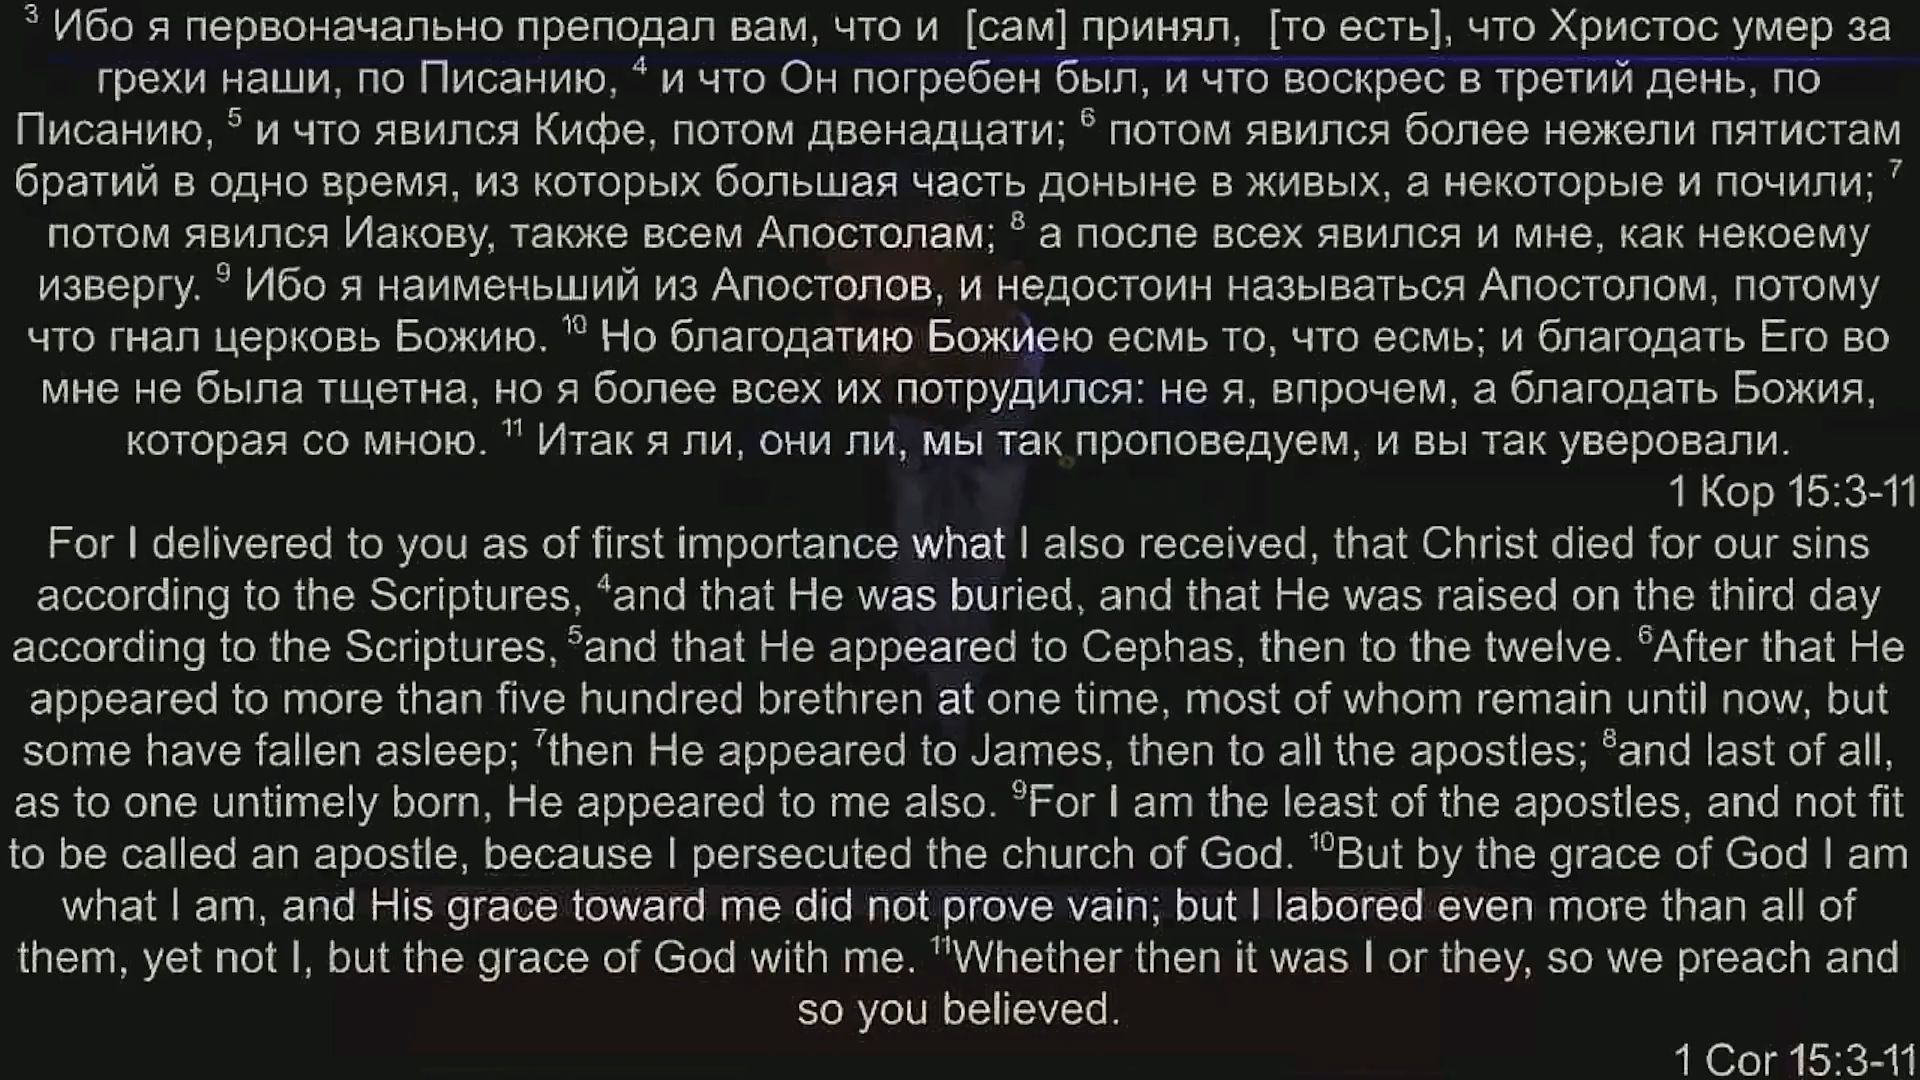 ³ Ибо я первоначально преподал вам, что и [сам] принял, [то есть], что Христос умер за
грехи наши, по Писанию, ⁴ и что Он погребен был, и что воскрес в третий день, по
Писанию, ⁵ и что явился Кифе, потом двенадцати; ⁶ потом явился более нежели пятистам
братий в одно время, из которых большая часть доныне в живых, а некоторые и почили; ⁷
потом явился Иакову, также всем Апостолам; ⁸ а после всех явился и мне, как некоему
извергу. ⁹ Ибо я наименьший из Апостолов, и недостоин называться Апостолом, потому
что гнал церковь Божию. ¹⁰ Но благодатию Божиею есмь то, что есмь; и благодать Его во
мне не была тщетна, но я более всех их потрудился: не я, впрочем, а благодать Божия,
которая со мною. ¹¹ Итак я ли, они ли, мы так проповедуем, и вы так уверовали.
1 Кор 15:3-11
For I delivered to you as of first importance what I also received, that Christ died for our sins
according to the Scriptures, ⁴and that He was buried, and that He was raised on the third day
according to the Scriptures, ⁵and that He appeared to Cephas, then to the twelve. ⁶After that He
appeared to more than five hundred brethren at one time, most of whom remain until now, but
some have fallen asleep; ⁷then He appeared to James, then to all the apostles; ⁸and last of all,
as to one untimely born, He appeared to me also. ⁹For I am the least of the apostles, and not fit
to be called an apostle, because I persecuted the church of God. ¹⁰But by the grace of God I am
what I am, and His grace toward me did not prove vain; but I labored even more than all of
them, yet not I, but the grace of God with me. ¹¹Whether then it was I or they, so we preach and
so you believed.
1 Cor 15:3-11